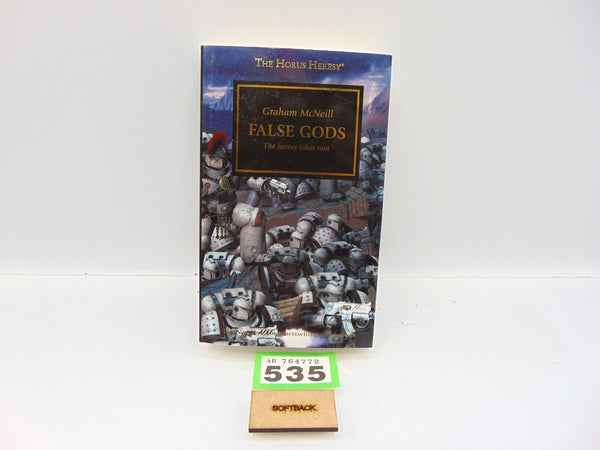 THE HORUS HERESY®
Graham McNeill
FALSE GODS
The heresy takes root
AB 764772
535
SOFTBACK